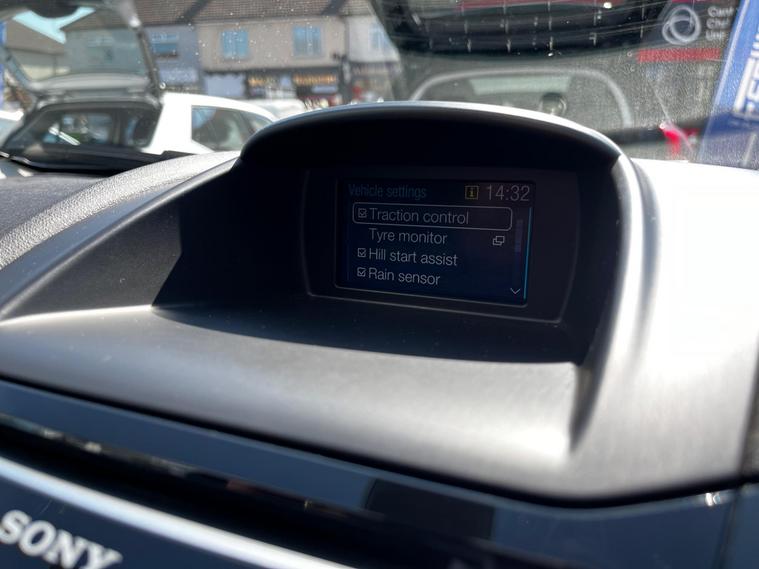 Vehicle settings i 14:32
Traction control
Tyre monitor
Hill start assist
Rain sensor
SONY